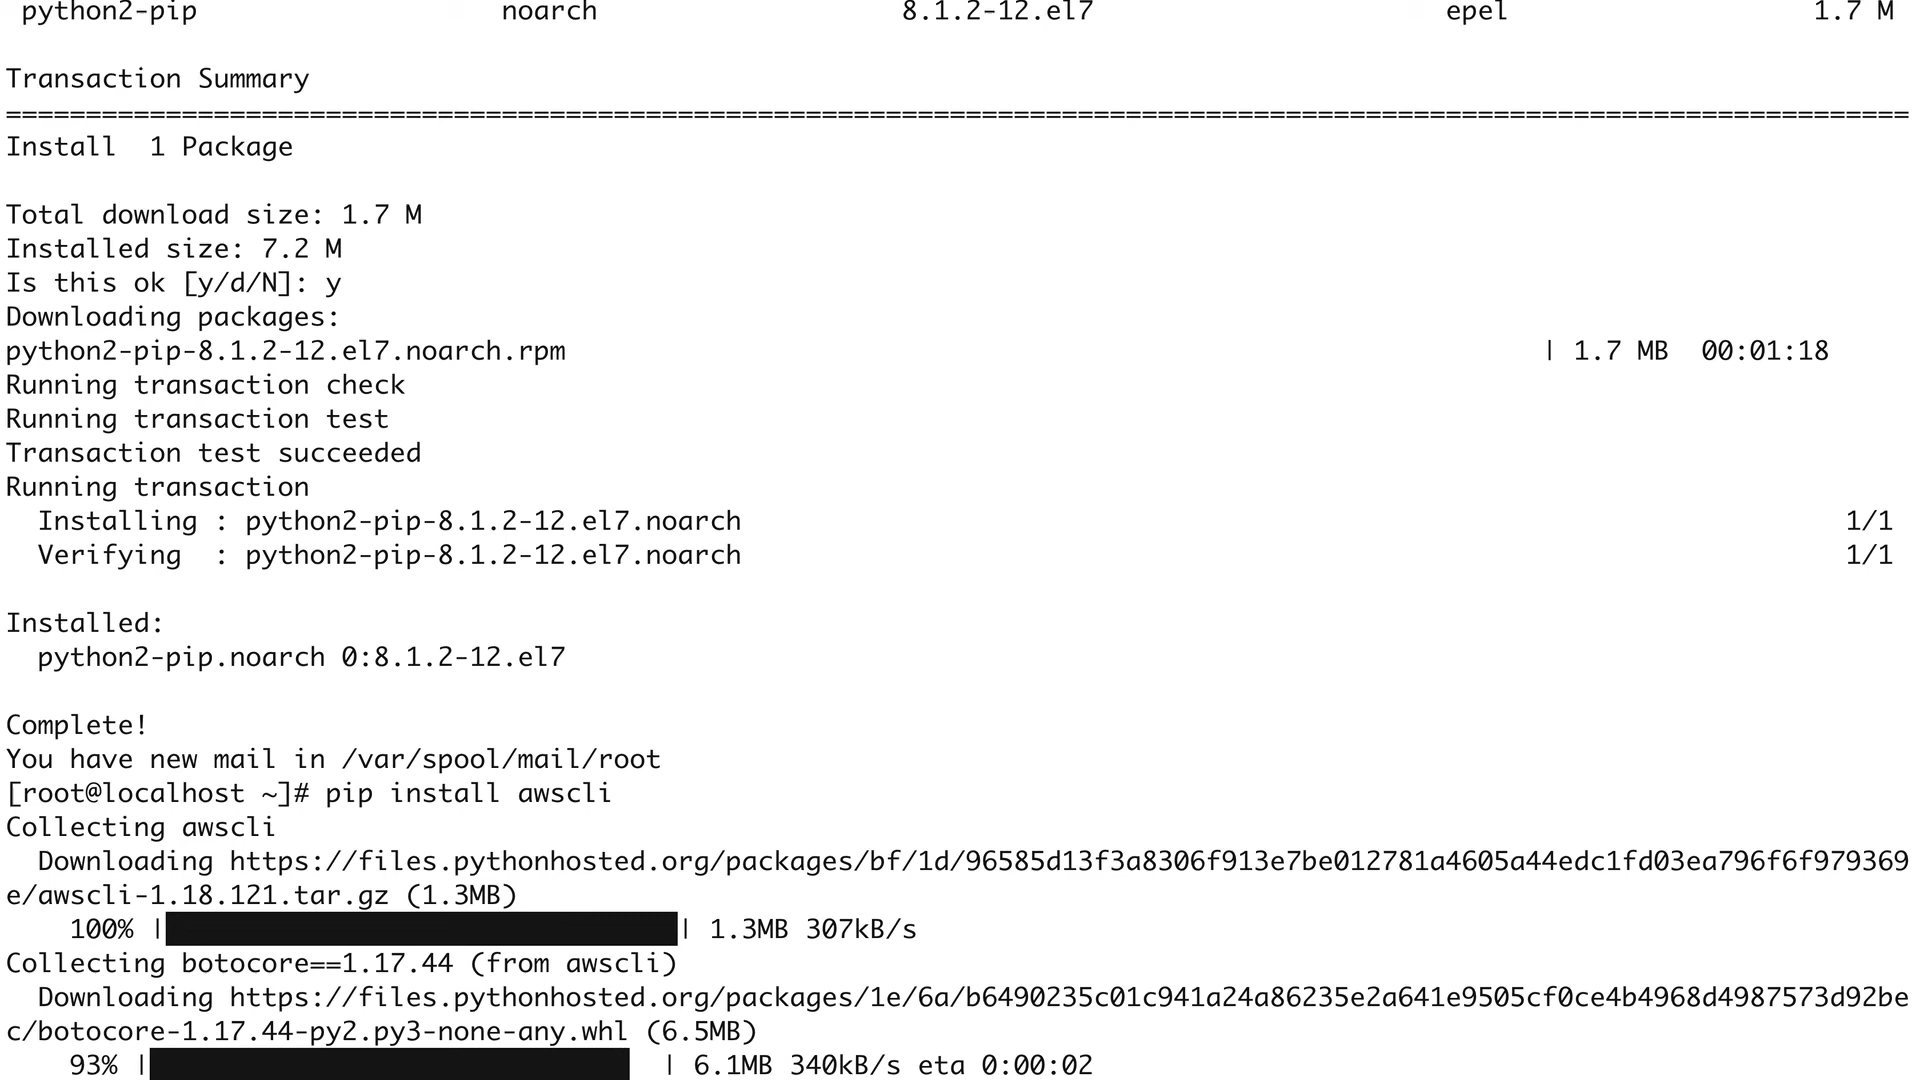 python2-pip noarch 8.1.2-12.el7 epel 1.7 M
Transaction Summary
=======================================================================================================================
Install  1 Package
Total download size: 1.7 M
Installed size: 7.2 M
Is this ok [y/d/N]: y
Downloading packages:
python2-pip-8.1.2-12.el7.noarch.rpm | 1.7 MB  00:01:18
Running transaction check
Running transaction test
Transaction test succeeded
Running transaction
  Installing : python2-pip-8.1.2-12.el7.noarch 1/1
  Verifying  : python2-pip-8.1.2-12.el7.noarch 1/1
Installed:
  python2-pip.noarch 0:8.1.2-12.el7
Complete!
You have new mail in /var/spool/mail/root
[root@localhost ~]# pip install awscli
Collecting awscli
  Downloading https://files.pythonhosted.org/packages/bf/1d/96585d13f3a8306f913e7be012781a4605a44edc1fd03ea796f6f979369
e/awscli-1.18.121.tar.gz (1.3MB)
    100% |████████████████████████████████| 1.3MB 307kB/s
Collecting botocore==1.17.44 (from awscli)
  Downloading https://files.pythonhosted.org/packages/1e/6a/b6490235c01c941a24a86235e2a641e9505cf0ce4b4968d4987573d92be
c/botocore-1.17.44-py2.py3-none-any.whl (6.5MB)
    93% |██████████████████████████████  | 6.1MB 340kB/s eta 0:00:02